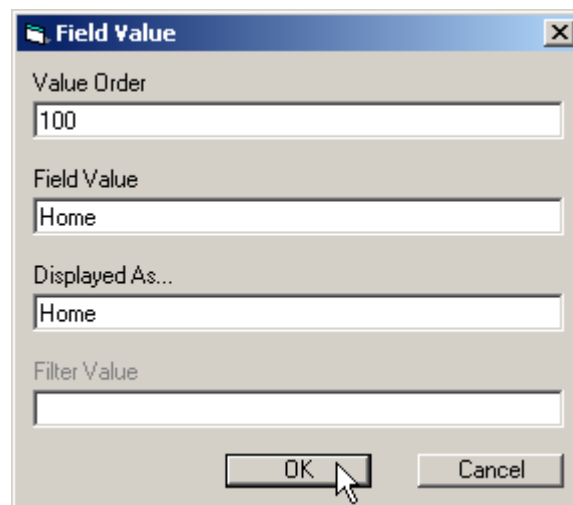 Field Value
Value Order
100
Field Value
Home
Displayed As...
Home
Filter Value
OK Cancel